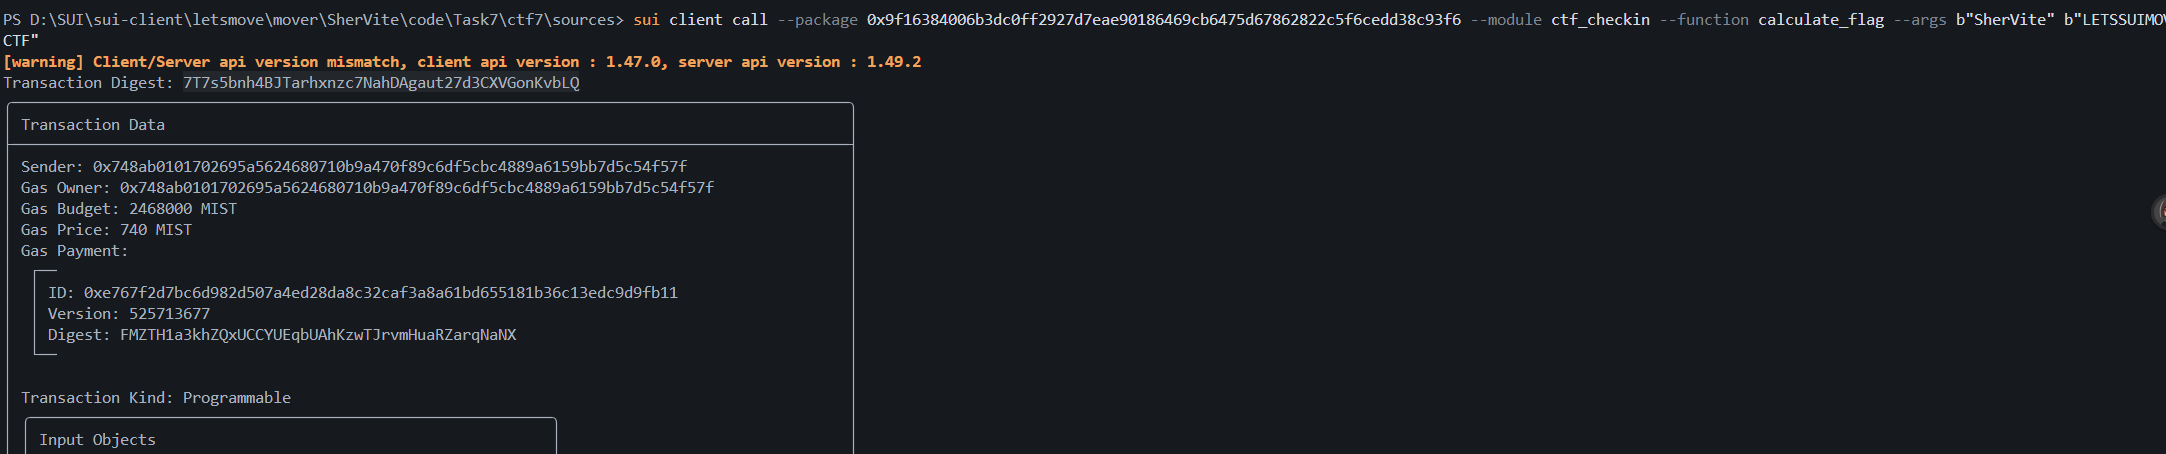 PS D:\SUI\sui-client\letsmove\mover\SherVite\code\Task7\ctf7\sources> sui client call --package 0x9f16384006b3dc0ff2927d7eae90186469cb6475d67862822c5f6cedd38c93f6 --module ctf_checkin --function calculate_flag --args b"SherVite" b"LETSSUIMOV
CTF"
[warning] Client/Server api version mismatch, client api version : 1.47.0, server api version : 1.49.2
Transaction Digest: 7T7s5bnh4BJTarhxnzc7NahDAgaut27d3CXVGonKvbLQ
Transaction Data
Sender: 0x748ab0101702695a5624680710b9a470f89c6df5cbc4889a6159bb7d5c54f57f
Gas Owner: 0x748ab0101702695a5624680710b9a470f89c6df5cbc4889a6159bb7d5c54f57f
Gas Budget: 2468000 MIST
Gas Price: 740 MIST
Gas Payment:
ID: 0xe767f2d7bc6d982d507a4ed28da8c32caf3a8a61bd655181b36c13edc9d9fb11
Version: 525713677
Digest: FMZTH1a3khZQxUCCYUEqbUAhKzwTJrvmHuaRZarqNaNX
Transaction Kind: Programmable
Input Objects